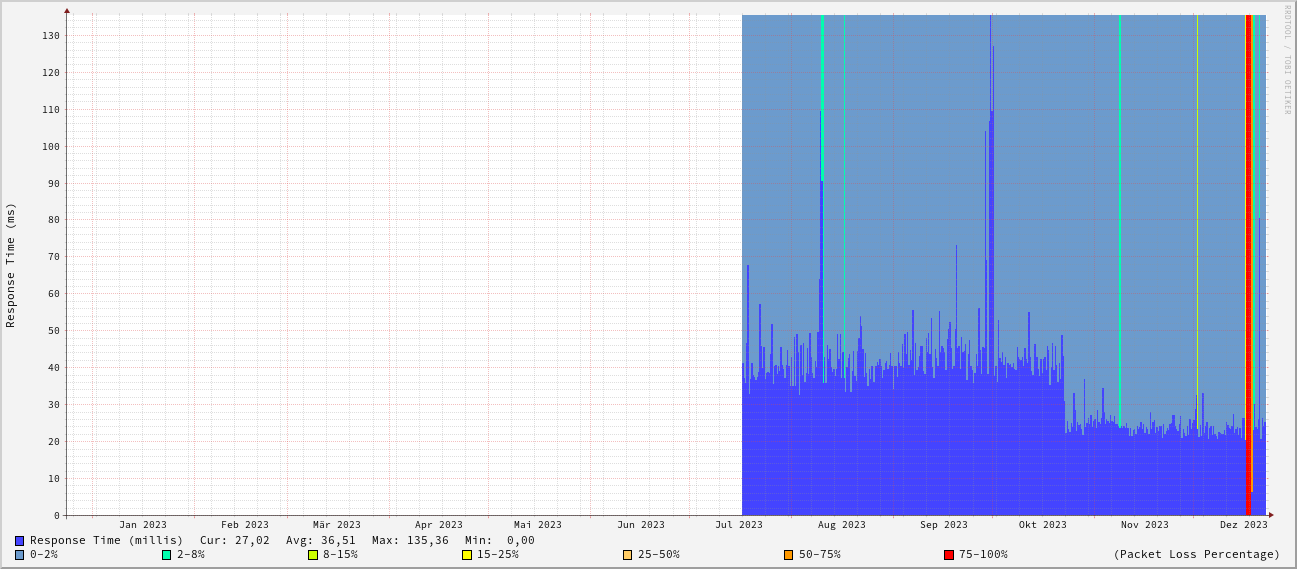 RRDTOOL / TOBI OETIKER
Response Time (ms)
130
120
110
100
90
80
70
60
50
40
30
20
10
0
Jan 2023 Feb 2023 Mär 2023 Apr 2023 Mai 2023 Jun 2023 Jul 2023 Aug 2023 Sep 2023 Okt 2023 Nov 2023 Dez 2023
Response Time (millis) Cur: 27,02 Avg: 36,51 Max: 135,36 Min: 0,00
0-2% 2-8% 8-15% 15-25% 25-50% 50-75% 75-100% (Packet Loss Percentage)